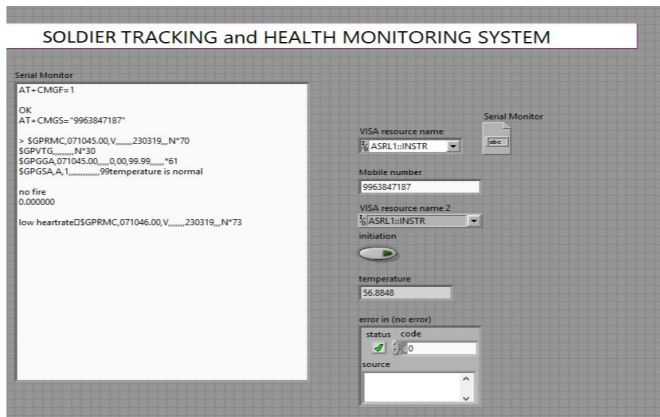 SOLDIER TRACKING and HEALTH MONITORING SYSTEM
Serial Monitor
AT+CMGF=1
OK
AT+CMGS="9963847187"
> $GPRMC,071045.00,V,,,,,,,230319,,,N*70
$GPVTG,,,,,,,,,N*30
$GPGGA,071045.00,,,,,0,00,99.99,,,,,,*61
$GPGSA,A,1,,,,,,,,,,,,,99temperature is normal
no fire
0.000000
low heartrate□$GPRMC,071046.00,V,,,,,,,230319,,,N*73
VISA resource name
ASRL1::INSTR
Serial Monitor
abc
Mobile number
9963847187
VISA resource name 2
ASRL1::INSTR
initiation
temperature
56.8848
error in (no error)
status code
0
source